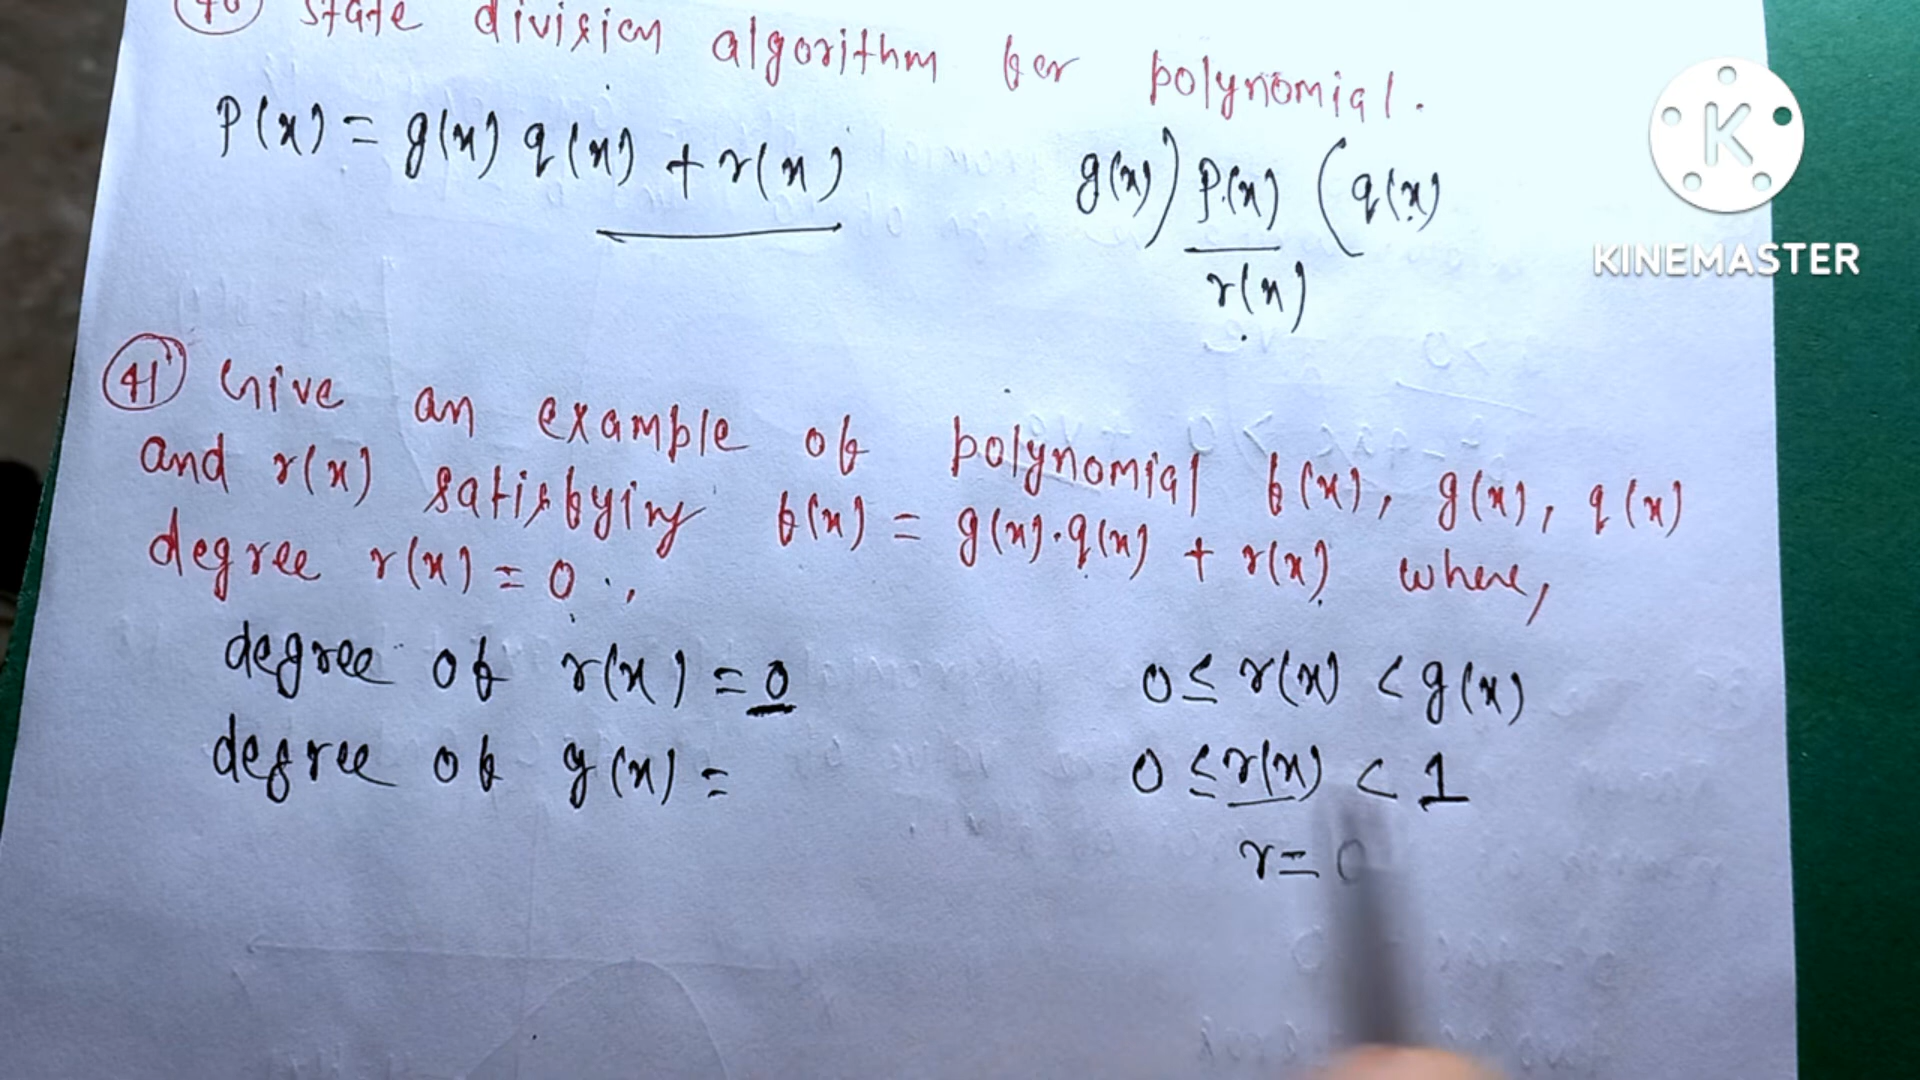 40 state division algorithm for polynomial.
P(x) = g(x) q(x) + r(x)
g(x) ) P(x) ( q(x)
r(x)
KINEMASTER
41 Give an example of polynomial f(x), g(x), q(x)
and r(x) satisfying f(x) = g(x).q(x) + r(x) where,
degree r(x) = 0.
degree of r(x) = 0
0 ≤ r(x) < g(x)
degree of g(x) =
0 ≤ r(x) < 1
r = 0